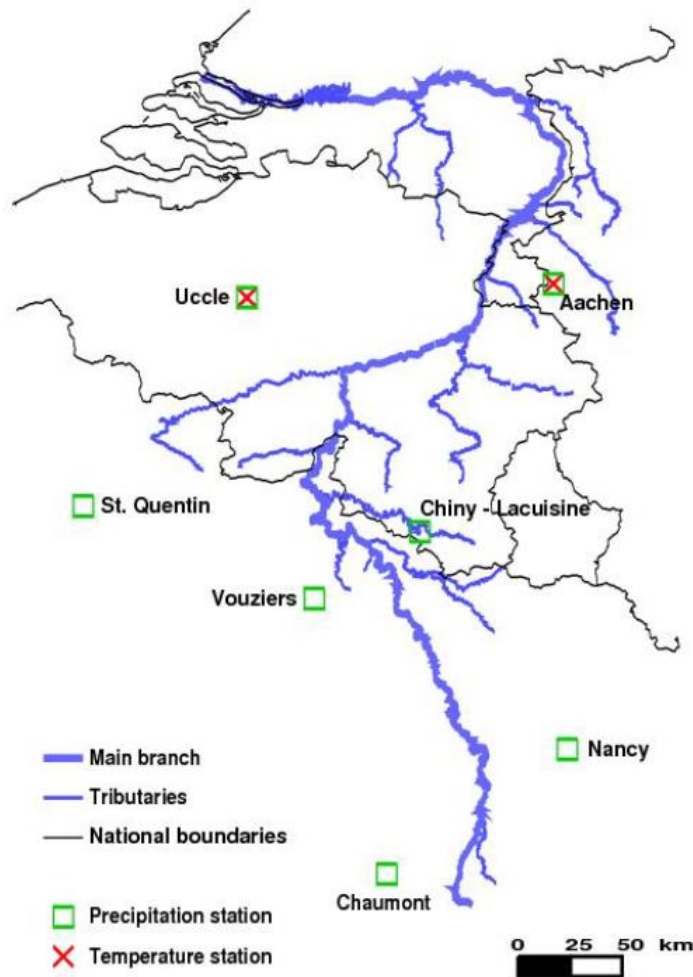 Uccle
Aachen
St. Quentin
Chiny - Lacuisine
Vouziers
Main branch
Nancy
Tributaries
National boundaries
Chaumont
Precipitation station
Temperature station
0 25 50 km